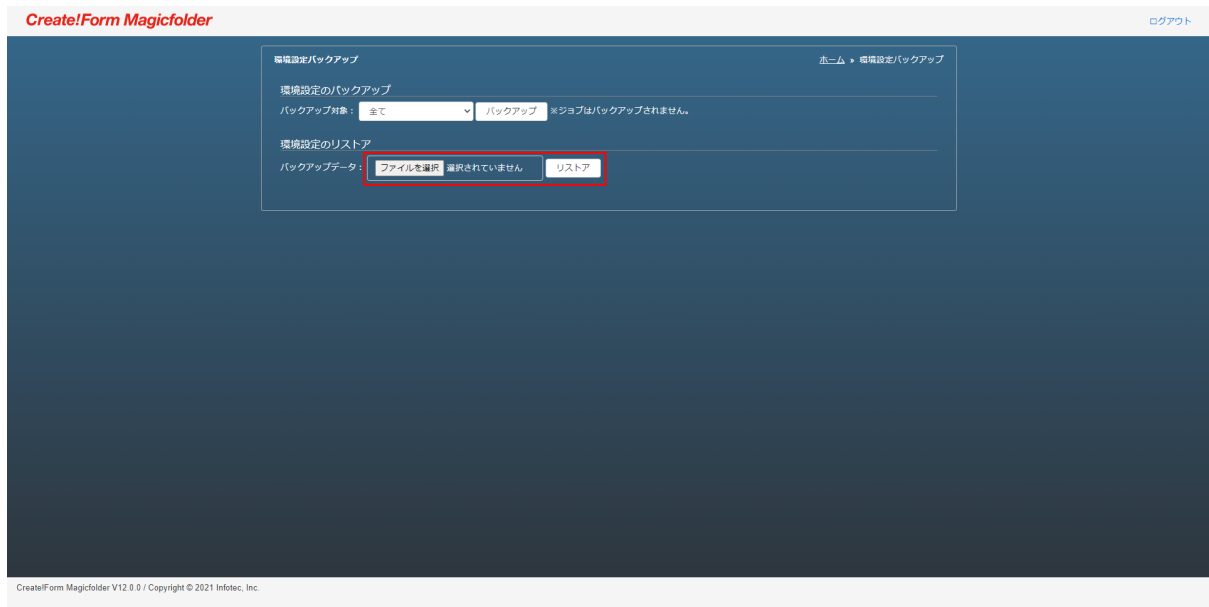 Create!Form Magicfolder
ログアウト
環境設定バックアップ
ホーム » 環境設定バックアップ
環境設定のバックアップ
バックアップ対象： 全て バックアップ ※ジョブはバックアップされません。
環境設定のリストア
バックアップデータ： ファイルを選択 選択されていません リストア
Create!Form Magicfolder V12.0.0 / Copyright © 2021 Infotec, Inc.